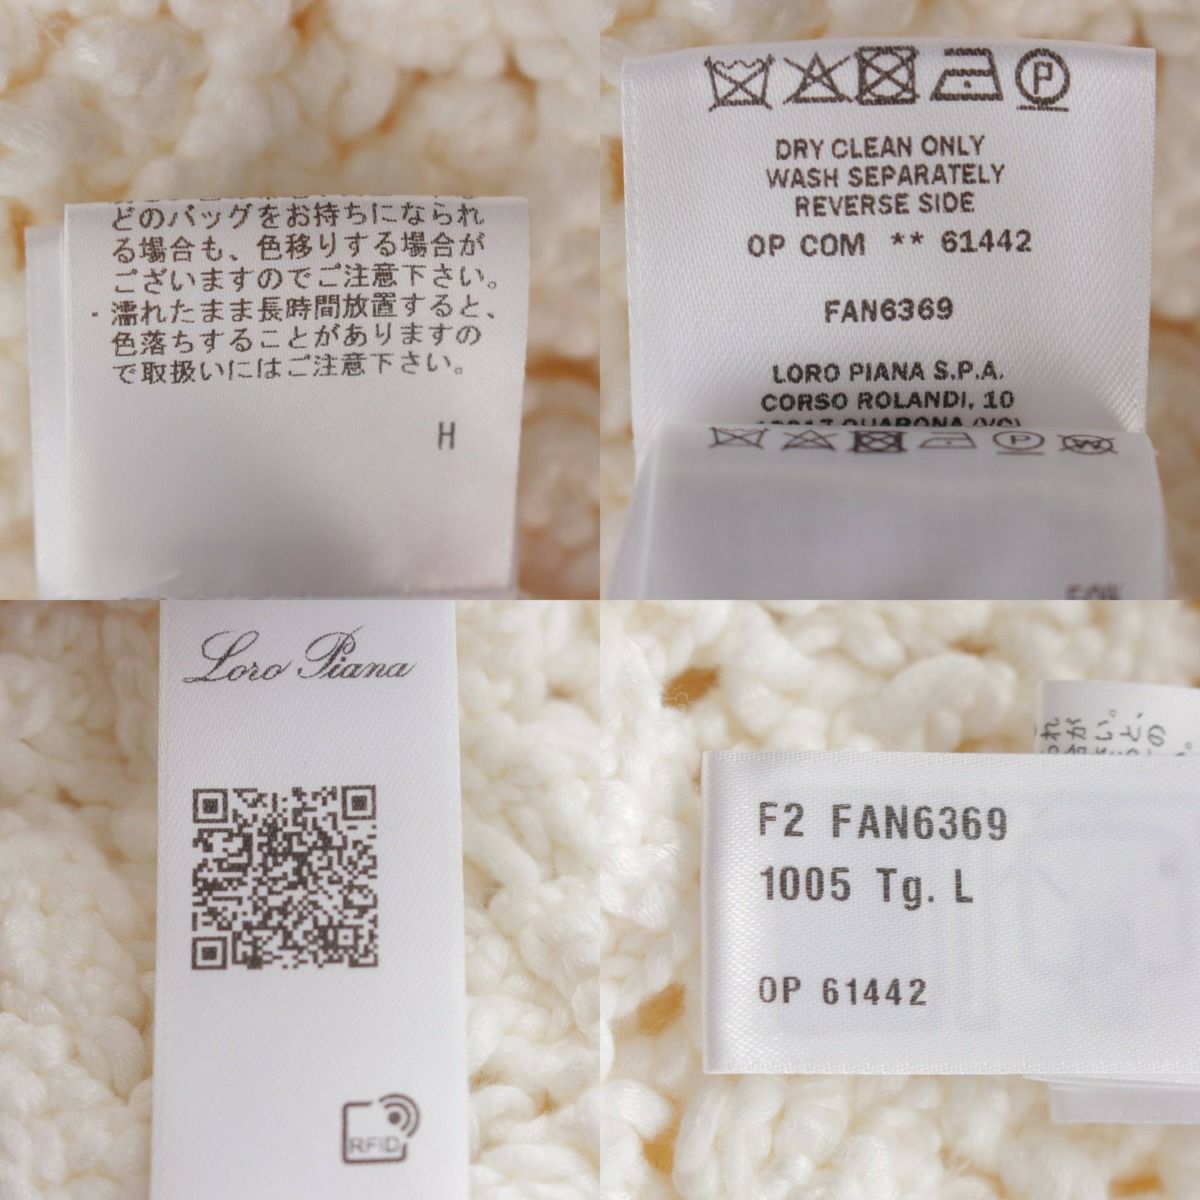 どのバッグをお持ちになられ
る場合も、色移りする場合が
ございますのでご注意下さい。
・濡れたまま長時間放置すると、
色落ちすることがありますの
で取扱いにはご注意下さい。
H
P
DRY CLEAN ONLY
WASH SEPARATELY
REVERSE SIDE
OP COM ** 61442
FAN6369
LORO PIANA S.P.A.
CORSO ROLANDI, 10
P W
Loro Piana
RFID
F2 FAN6369
1005 Tg. L
OP 61442